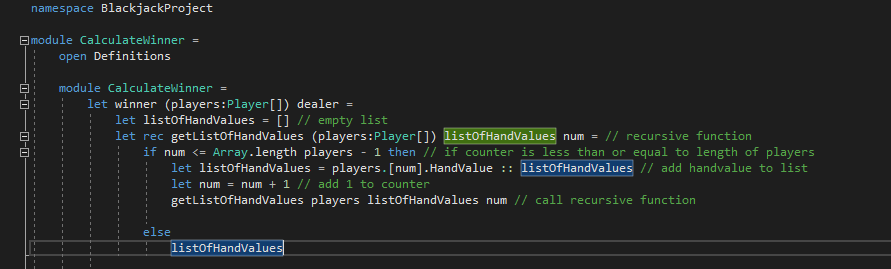 namespace BlackjackProject
module CalculateWinner =
open Definitions
module CalculateWinner =
let winner (players:Player[]) dealer =
let listOfHandValues = [] // empty list
let rec getListOfHandValues (players:Player[]) listOfHandValues num = // recursive function
if num <= Array.length players - 1 then // if counter is less than or equal to length of players
let listOfHandValues = players.[num].HandValue :: listOfHandValues // add handvalue to list
let num = num + 1 // add 1 to counter
getListOfHandValues players listOfHandValues num // call recursive function
else
listOfHandValues